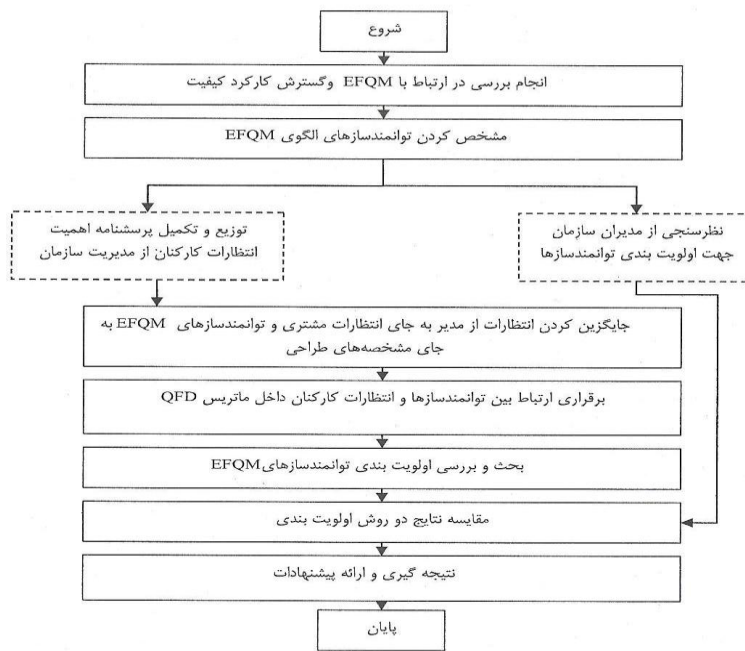 شروع
انجام بررسی در ارتباط با EFQM وگسترش کارکرد کیفیت
مشخص کردن توانمندسازهای الگوی EFQM
نظرسنجی از مدیران سازمان
جهت اولویت بندی توانمندسازها
توزیع و تکمیل پرسشنامه اهمیت
انتظارات کارکنان از مدیریت سازمان
جایگزین کردن انتظارات از مدیر به جای انتظارات مشتری و توانمندسازهای EFQM به
جای مشخصه‌های طراحی
برقراری ارتباط بین توانمندسازها و انتظارات کارکنان داخل ماتریس QFD
بحث و بررسی اولویت بندی توانمندسازهایEFQM
مقایسه نتایج دو روش اولویت بندی
نتیجه گیری و ارائه پیشنهادات
پایان